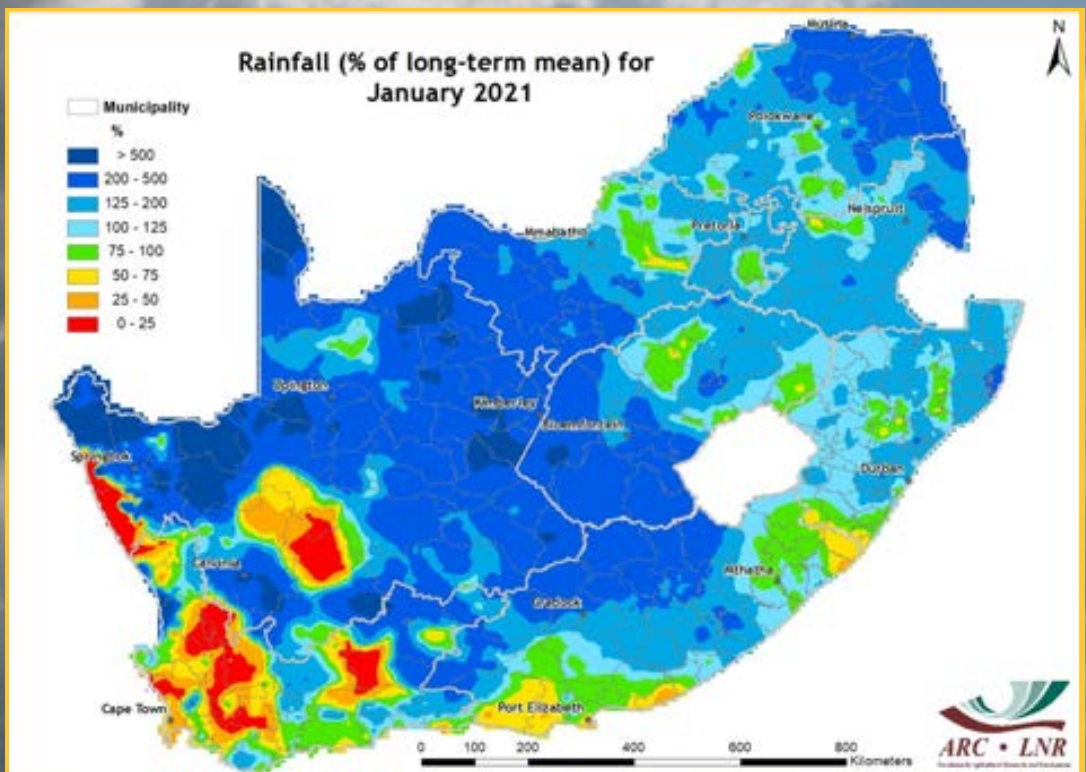 Rainfall (% of long-term mean) for
January 2021
N
Municipality
%
> 500
200 - 500
125 - 200
100 - 125
75 - 100
50 - 75
25 - 50
0 - 25
Musina
Polokwane
Nelspruit
Mmabatho
Pretoria
Upington
Kimberley
Bloemfontein
Springbok
Durban
Calvinia
Mthatha
Cradock
Cape Town
Port Elizabeth
0 100 200 400 600 800
Kilometers
ARC • LNR